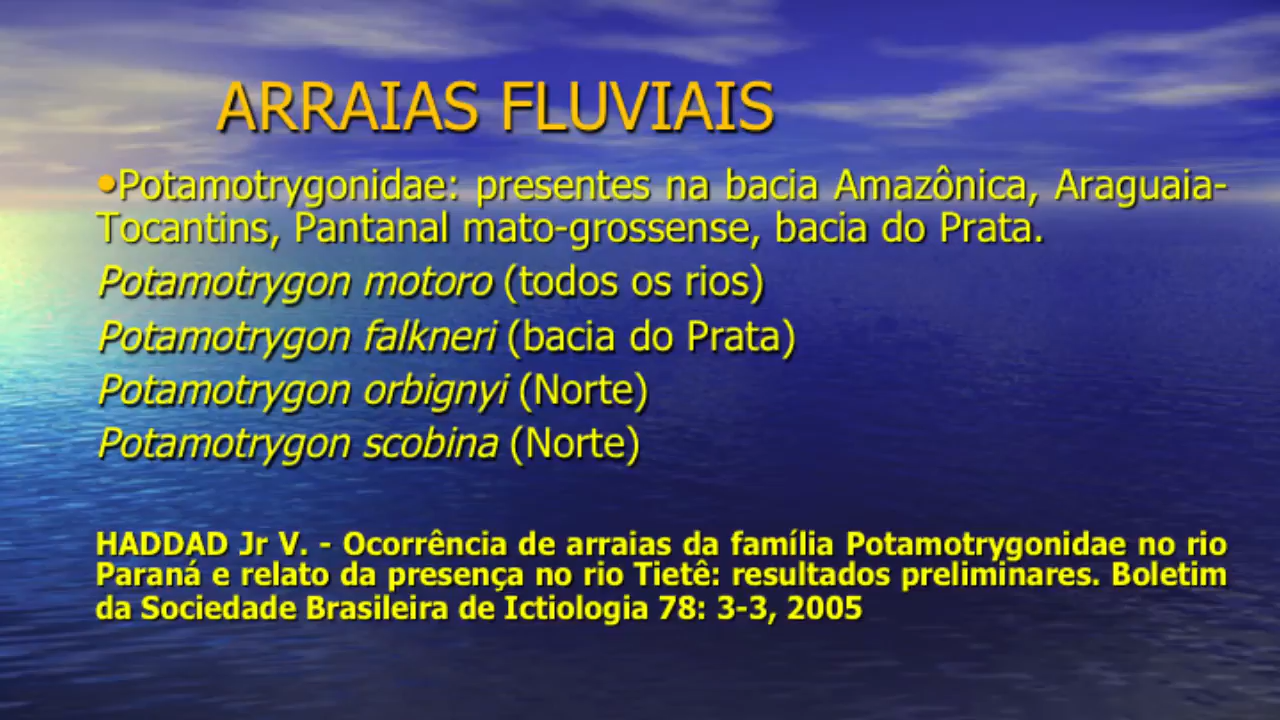 ARRAIAS FLUVIAIS
•Potamotrygonidae: presentes na bacia Amazônica, Araguaia-
Tocantins, Pantanal mato-grossense, bacia do Prata.
Potamotrygon motoro (todos os rios)
Potamotrygon falkneri (bacia do Prata)
Potamotrygon orbignyi (Norte)
Potamotrygon scobina (Norte)
HADDAD Jr V. - Ocorrência de arraias da família Potamotrygonidae no rio
Paraná e relato da presença no rio Tietê: resultados preliminares. Boletim
da Sociedade Brasileira de Ictiologia 78: 3-3, 2005